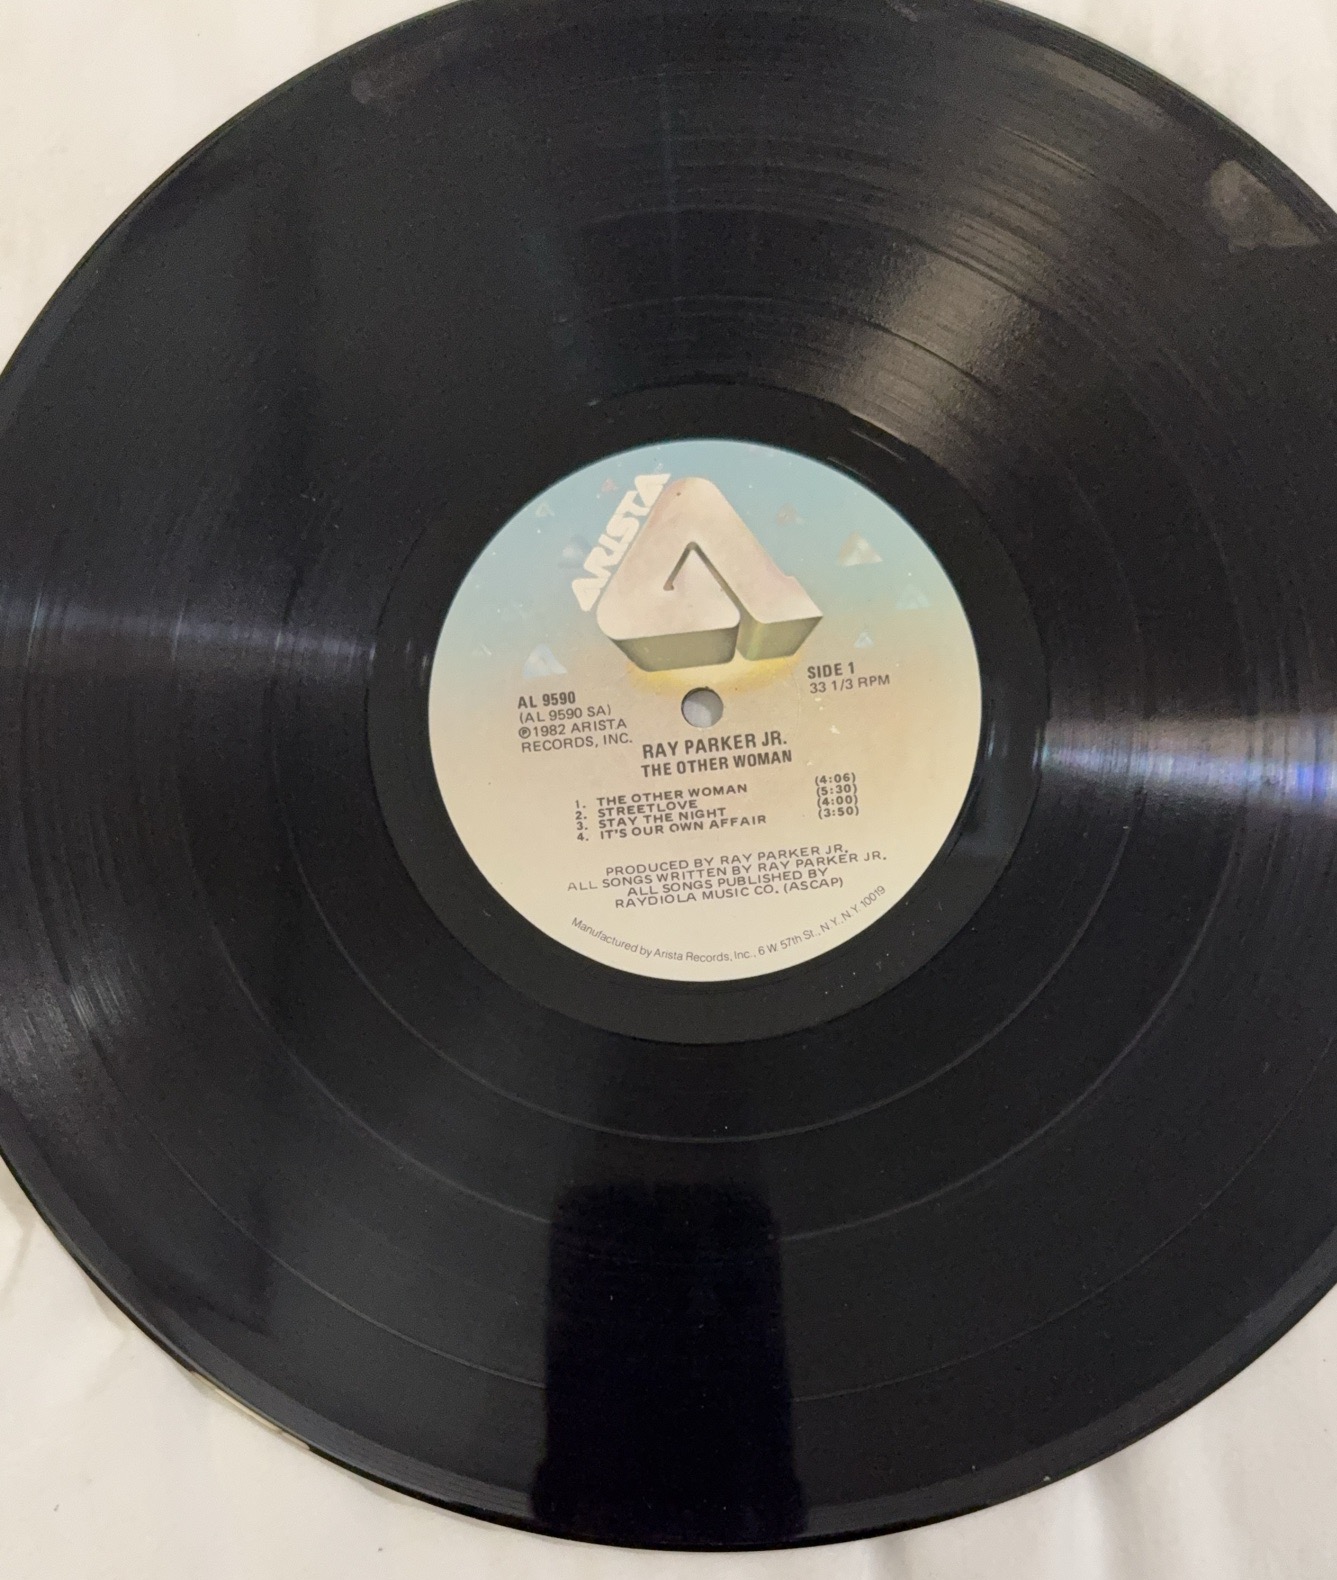 ARISTA
AL 9590
(AL 9590 SA)
℗1982 ARISTA
RECORDS, INC.
SIDE 1
33 1/3 RPM
RAY PARKER JR.
THE OTHER WOMAN
1. THE OTHER WOMAN (4:06)
2. STREETLOVE (5:30)
3. STAY THE NIGHT (4:00)
4. IT'S OUR OWN AFFAIR (3:50)
PRODUCED BY RAY PARKER JR.
ALL SONGS WRITTEN BY RAY PARKER JR.
ALL SONGS PUBLISHED BY
RAYDIOLA MUSIC CO. (ASCAP)
Manufactured by Arista Records, Inc., 6 W 57th St., N.Y., N.Y. 10019